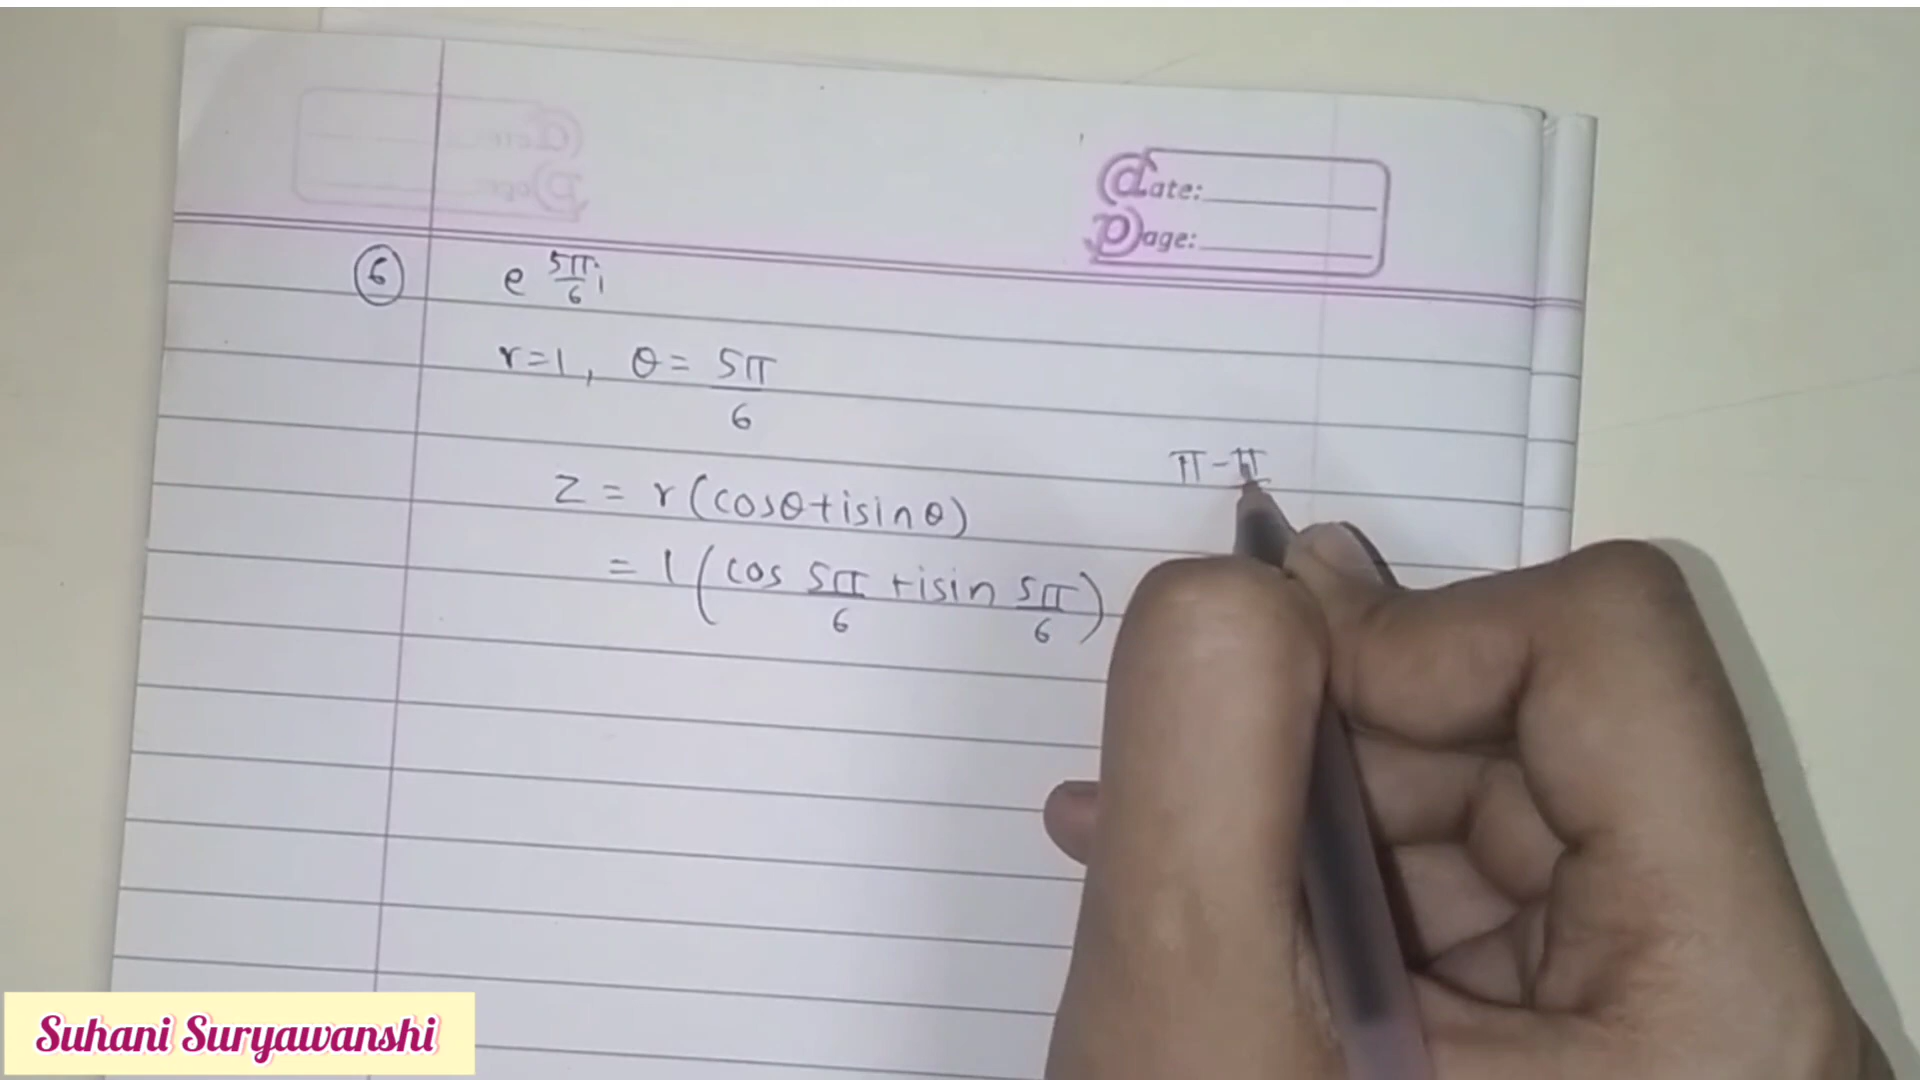 Date:
Page:
6 e^(5π/6 i)
r=1, θ= 5π/6
π-π
z = r(cosθ+isinθ)
= 1(cos 5π/6 +isin 5π/6)
Suhani Suryawanshi